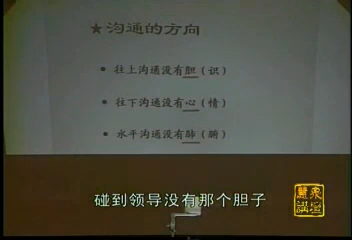 ★沟通的方向
• 往上沟通没有胆(识)
• 往下沟通没有心(情)
• 水平沟通没有肺(腑)
碰到领导没有那个胆子